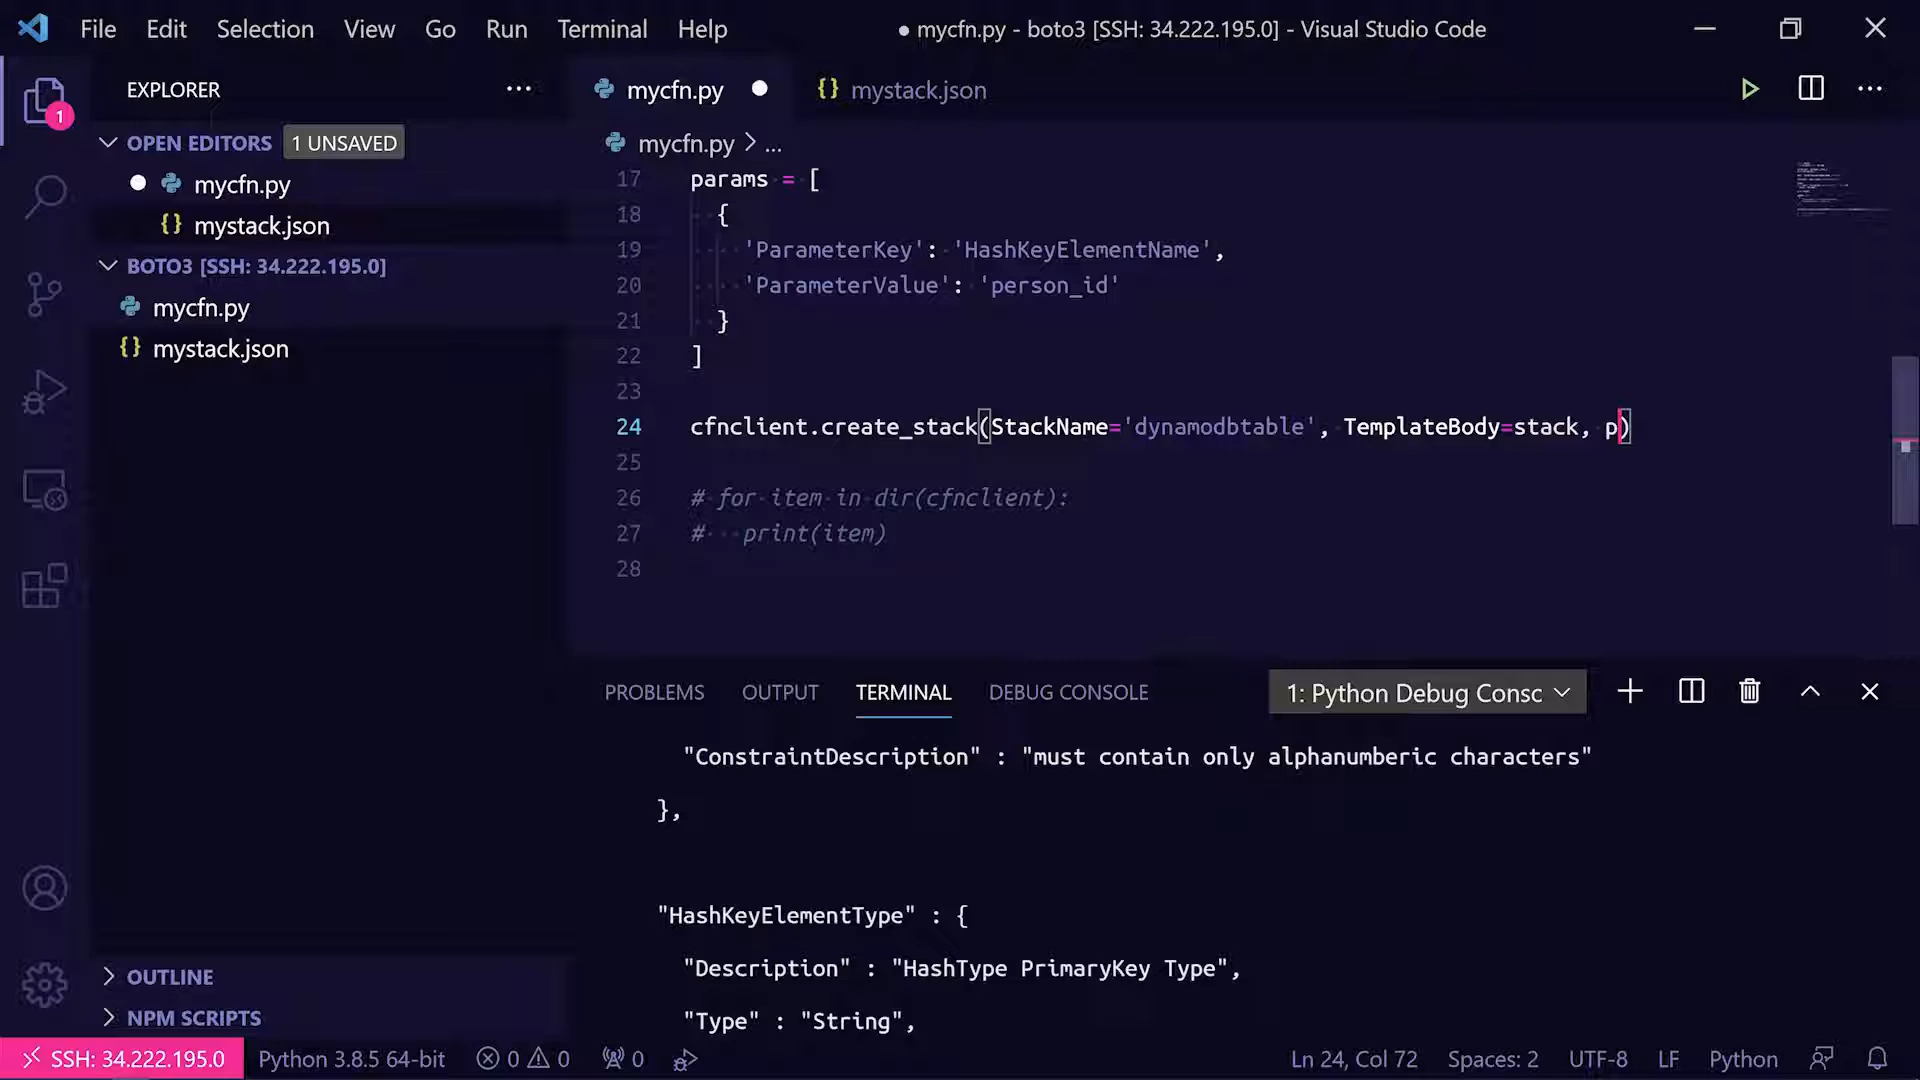 File Edit Selection View Go Run Terminal Help
● mycfn.py - boto3 [SSH: 34.222.195.0] - Visual Studio Code
EXPLORER
1
OPEN EDITORS 1 UNSAVED
mycfn.py
{} mystack.json
BOTO3 [SSH: 34.222.195.0]
mycfn.py
{} mystack.json
OUTLINE
NPM SCRIPTS
mycfn.py
{} mystack.json
mycfn.py > ...
17 params = [
18 {
19 'ParameterKey': 'HashKeyElementName',
20 'ParameterValue': 'person_id'
21 }
22 ]
23
24 cfnclient.create_stack(StackName='dynamodbtable', TemplateBody=stack, p)
25
26 # for item in dir(cfnclient):
27 # print(item)
28
PROBLEMS OUTPUT TERMINAL DEBUG CONSOLE 1: Python Debug Consc
"ConstraintDescription" : "must contain only alphanumberic characters"
},
"HashKeyElementType" : {
"Description" : "HashType PrimaryKey Type",
"Type" : "String",
SSH: 34.222.195.0 Python 3.8.5 64-bit 0 0 0 Ln 24, Col 72 Spaces: 2 UTF-8 LF Python